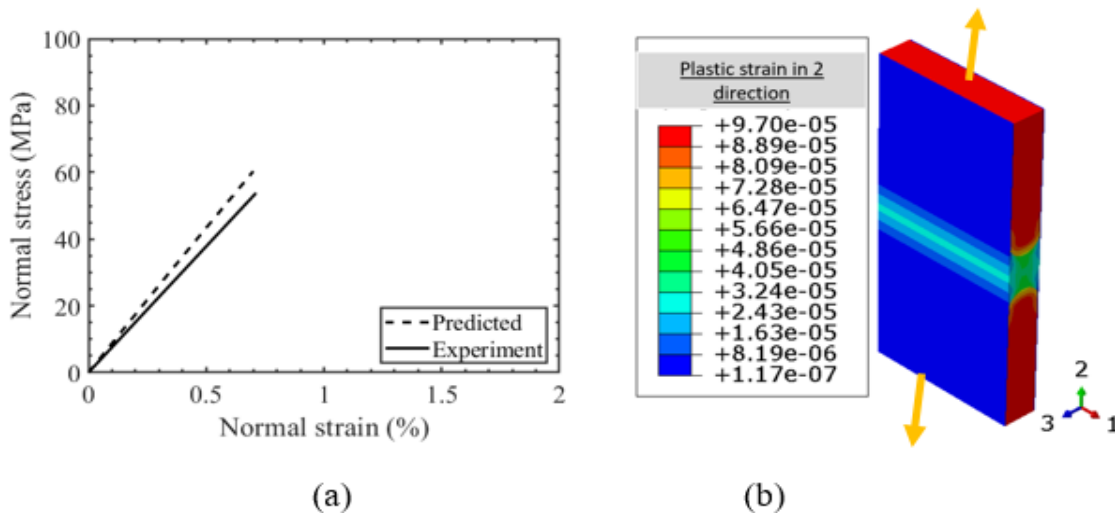 100
80
60
40
20
0
Normal stress (MPa)
Predicted
Experiment
0
0.5
1
1.5
2
Normal strain (%)
(a)
Plastic strain in 2
direction
+9.70e-05
+8.89e-05
+8.09e-05
+7.28e-05
+6.47e-05
+5.66e-05
+4.86e-05
+4.05e-05
+3.24e-05
+2.43e-05
+1.63e-05
+8.19e-06
+1.17e-07
2
3
1
(b)